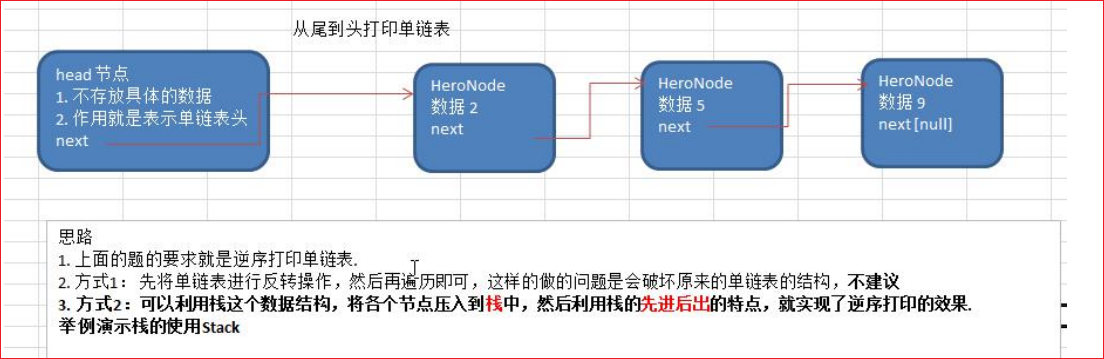 从尾到头打印单链表
head 节点
1. 不存放具体的数据
2. 作用就是表示单链表头
next
HeroNode
数据 2
next
HeroNode
数据 5
next
HeroNode
数据 9
next[null]
思路
1. 上面的题的要求就是逆序打印单链表.
2. 方式1： 先将单链表进行反转操作，然后再遍历即可，这样的做的问题是会破坏原来的单链表的结构，不建议
3. 方式2：可以利用栈这个数据结构，将各个节点压入到栈中，然后利用栈的先进后出的特点，就实现了逆序打印的效果.
举例演示栈的使用Stack